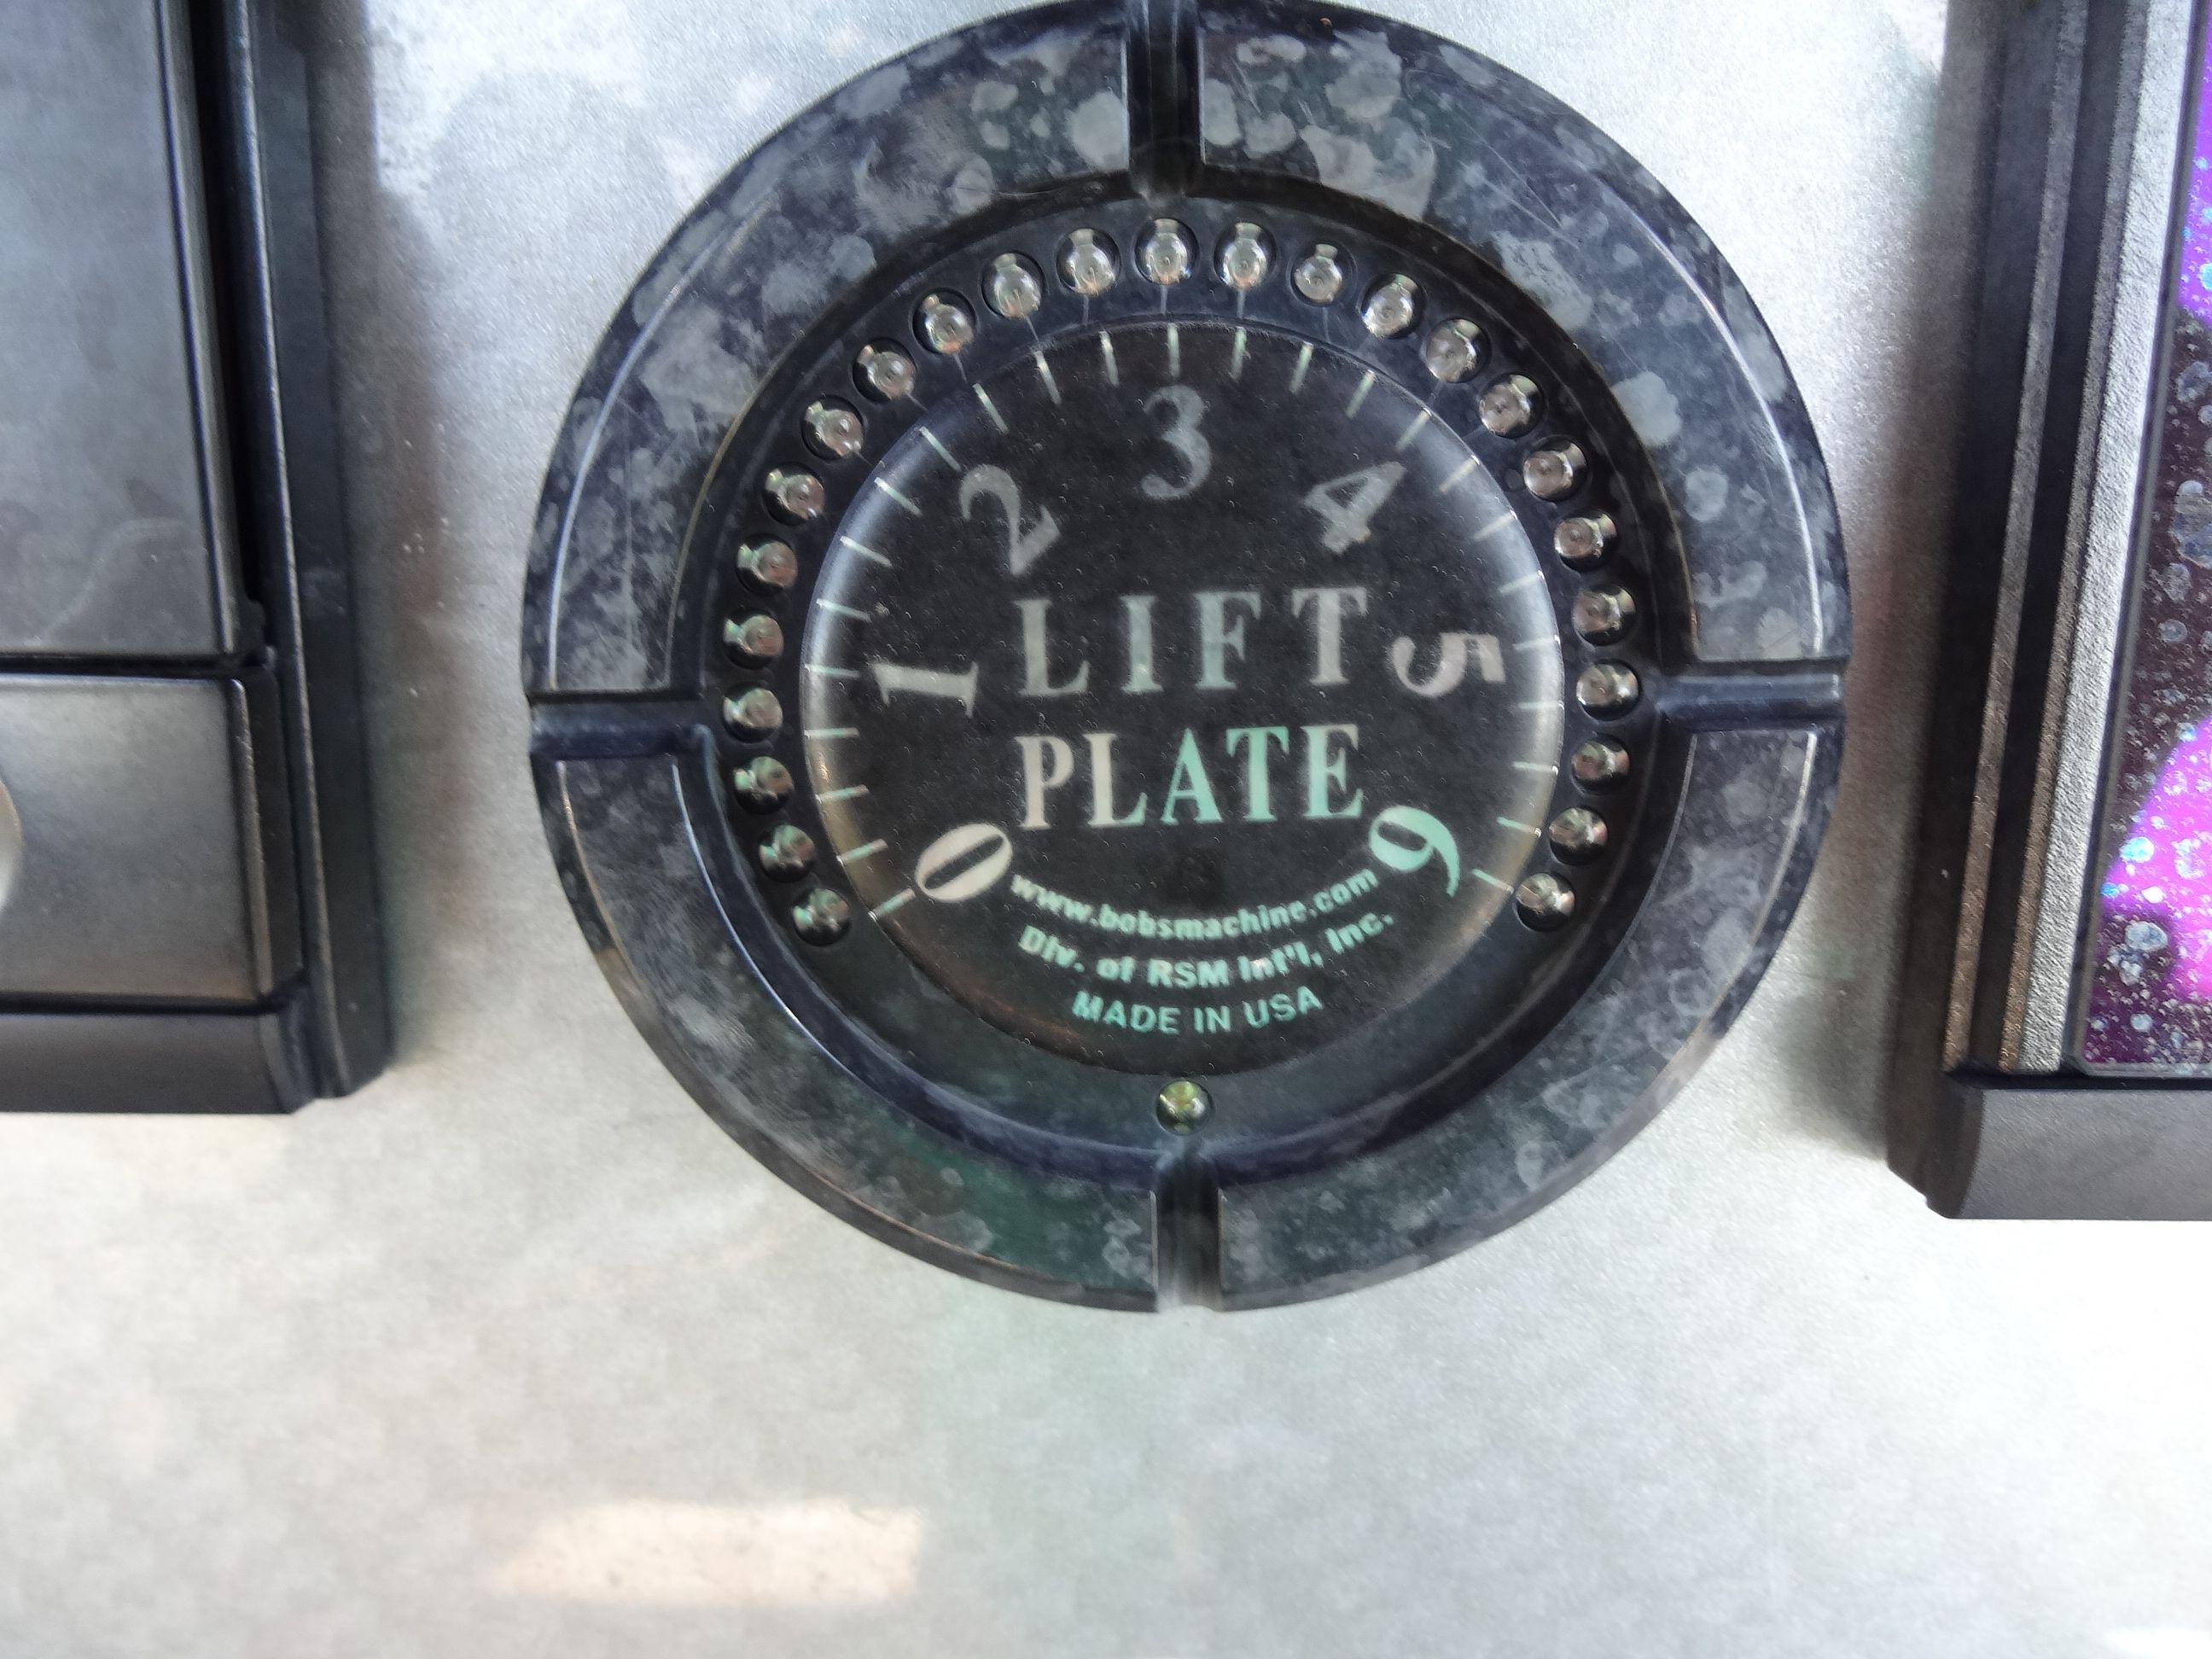 3
2 4
1 LIFT 5
PLATE
0 6
www.bobsmachine.com
Div. of RSM Int'l, Inc.
MADE IN USA